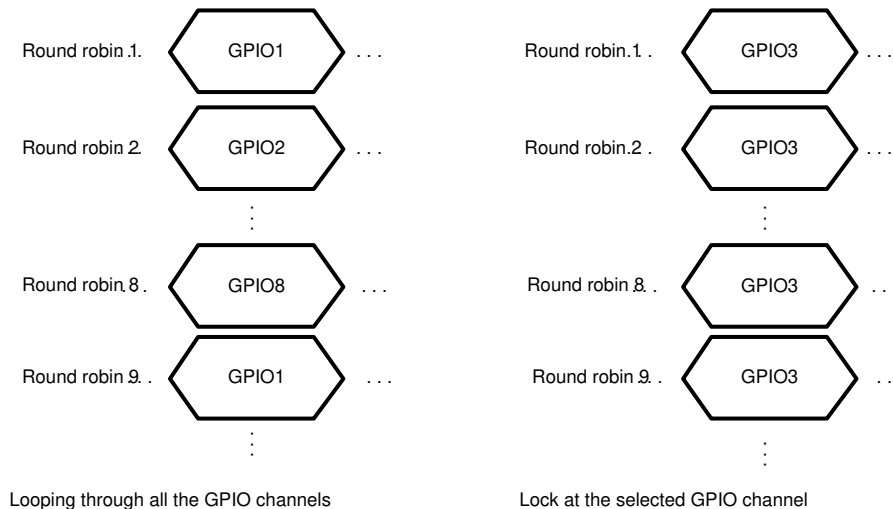 Round robin 1. . . GPIO1 . . . Round robin 1. . . GPIO3 . . .
Round robin 2. . . GPIO2 . . . Round robin 2. . . GPIO3 . . .
Round robin 8. . . GPIO8 . . . Round robin 8. . . GPIO3 . . .
Round robin 9. . . GPIO1 . . . Round robin 9. . . GPIO3 . . .
Looping through all the GPIO channels Lock at the selected GPIO channel